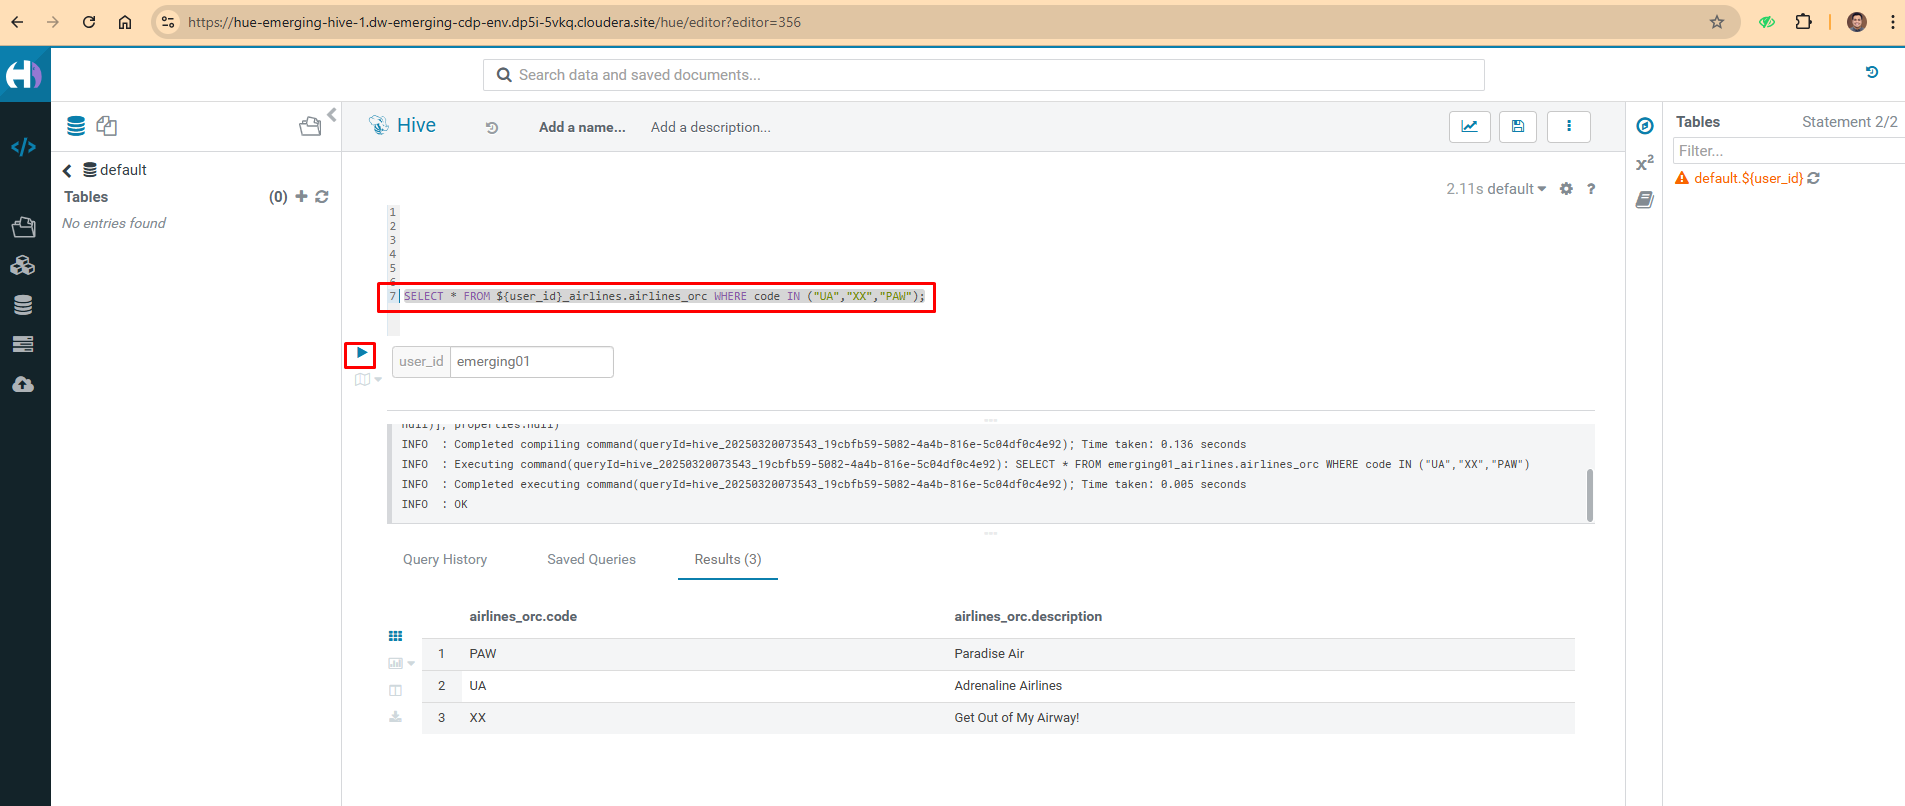 https://hue-emerging-hive-1.dw-emerging-cdp-env.dp5i-5vkq.cloudera.site/hue/editor?editor=356
Search data and saved documents...
default
Tables (0)
No entries found
Hive Add a name... Add a description...
2.11s default ?
1
2
3
4
5
6
7 SELECT * FROM ${user_id}_airlines.airlines_orc WHERE code IN ("UA","XX","PAW");
user_id emerging01
null)], properties:null)
INFO : Completed compiling command(queryId=hive_20250320073543_19cbfb59-5082-4a4b-816e-5c04df0c4e92); Time taken: 0.136 seconds
INFO : Executing command(queryId=hive_20250320073543_19cbfb59-5082-4a4b-816e-5c04df0c4e92): SELECT * FROM emerging01_airlines.airlines_orc WHERE code IN ("UA","XX","PAW")
INFO : Completed executing command(queryId=hive_20250320073543_19cbfb59-5082-4a4b-816e-5c04df0c4e92); Time taken: 0.005 seconds
INFO : OK
Query History Saved Queries Results (3)
airlines_orc.code airlines_orc.description
1 PAW Paradise Air
2 UA Adrenaline Airlines
3 XX Get Out of My Airway!
x²
Tables Statement 2/2
Filter...
default.${user_id}